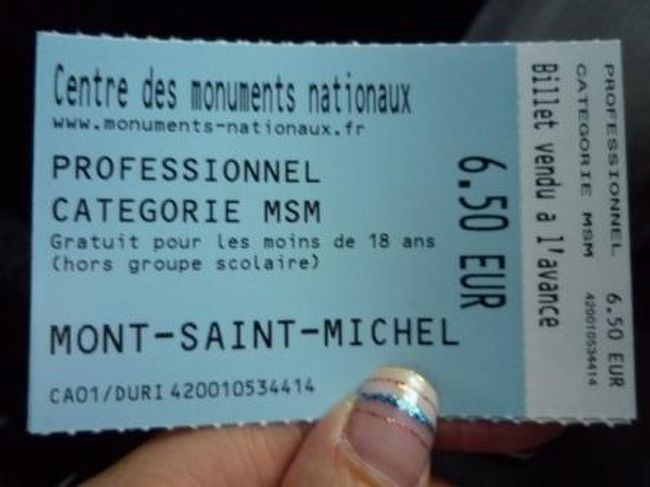 Centre des monuments nationaux
www.monuments-nationaux.fr
PROFESSIONNEL
CATEGORIE MSM
Gratuit pour les moins de 18 ans
(hors groupe scolaire)
MONT-SAINT-MICHEL
CA01/DURI 420010534414
6.50 EUR
Billet vendu a l'avance
PROFESSIONNEL 6.50 EUR
CATEGORIE MSM 420010534414